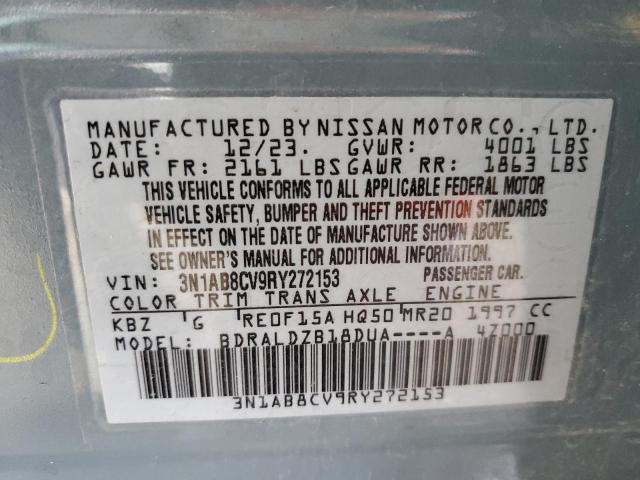 MANUFACTURED BY NISSAN MOTOR CO., LTD.
DATE: 12/23. GVWR: 4001 LBS
GAWR FR: 2161 LBS GAWR RR: 1863 LBS
THIS VEHICLE CONFORMS TO ALL APPLICABLE FEDERAL MOTOR
VEHICLE SAFETY, BUMPER AND THEFT PREVENTION STANDARDS
IN EFFECT ON THE DATE OF MANUFACTURE SHOWN ABOVE.
SEE OWNER'S MANUAL FOR ADDITIONAL INFORMATION.
VIN: 3N1AB8CV9RY272153 PASSENGER CAR.
COLOR TRIM TRANS AXLE ENGINE
KBZ G RE0F15A HQ50 MR20 1997 CC
MODEL: BDRALDZB18DUA----A 4Z000
3N1AB8CV9RY272153